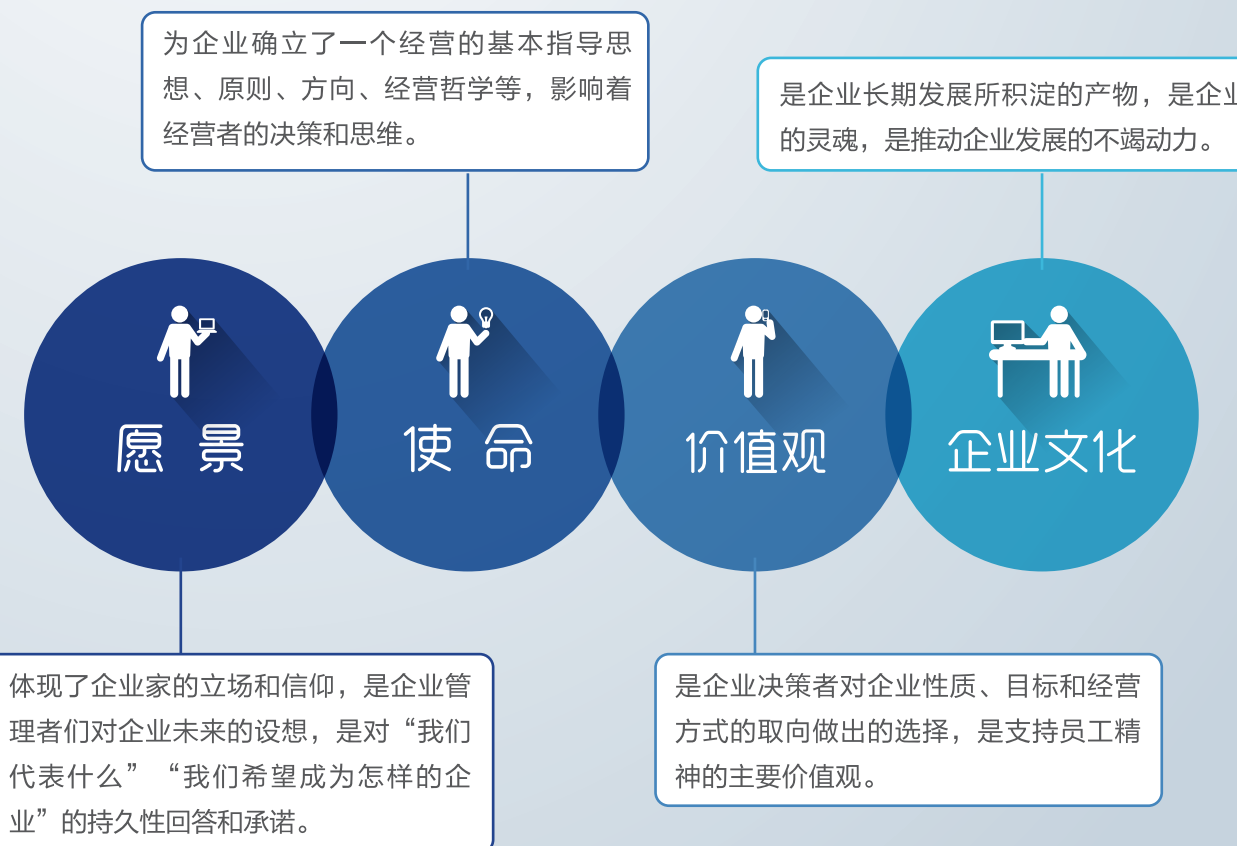 为企业确立了一个经营的基本指导思
想、原则、方向、经营哲学等，影响着
经营者的决策和思维。
是企业长期发展所积淀的产物，是企业
的灵魂，是推动企业发展的不竭动力。
愿景
使命
价值观
企业文化
体现了企业家的立场和信仰，是企业管
理者们对企业未来的设想，是对“我们
代表什么”“我们希望成为怎样的企
业”的持久性回答和承诺。
是企业决策者对企业性质、目标和经营
方式的取向做出的选择，是支持员工精
神的主要价值观。